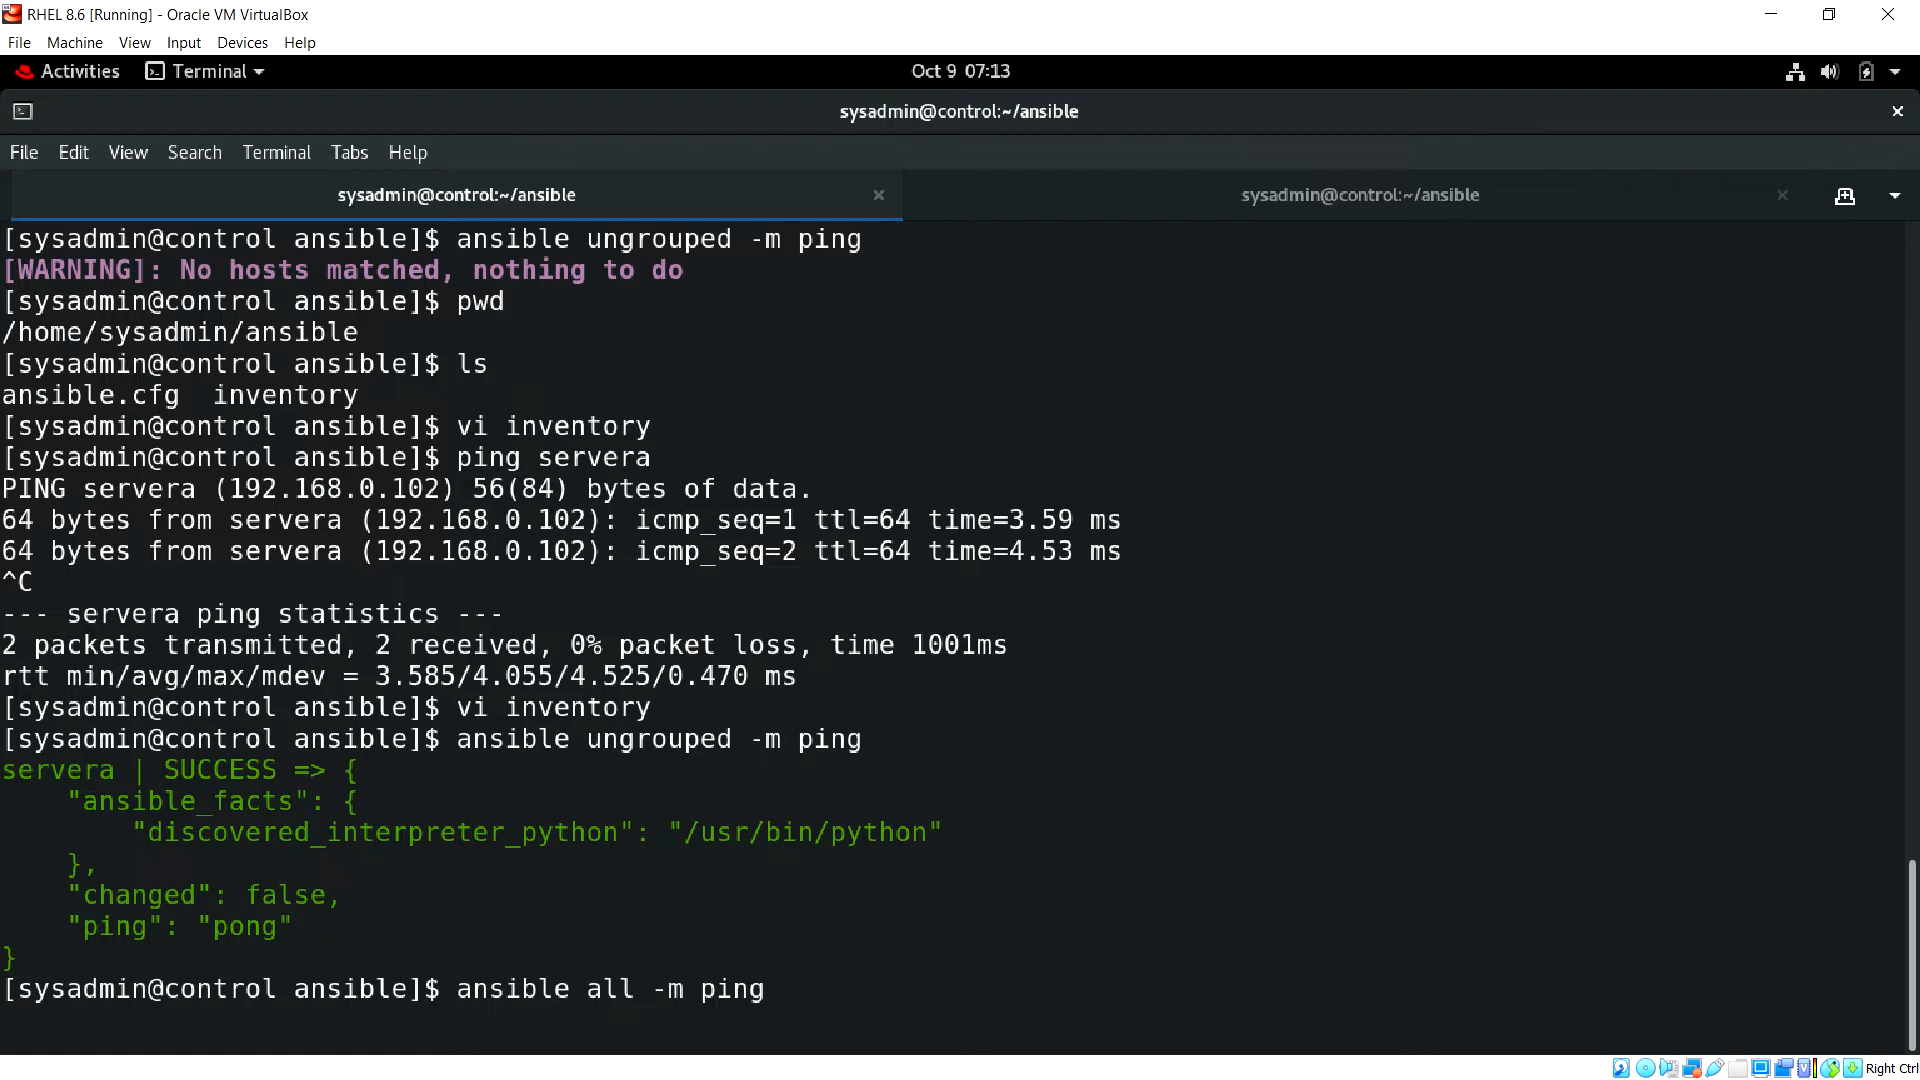 RHEL 8.6 [Running] - Oracle VM VirtualBox
File Machine View Input Devices Help
Activities Terminal Oct 9 07:13
sysadmin@control:~/ansible
File Edit View Search Terminal Tabs Help
sysadmin@control:~/ansible sysadmin@control:~/ansible
[sysadmin@control ansible]$ ansible ungrouped -m ping
[WARNING]: No hosts matched, nothing to do
[sysadmin@control ansible]$ pwd
/home/sysadmin/ansible
[sysadmin@control ansible]$ ls
ansible.cfg  inventory
[sysadmin@control ansible]$ vi inventory
[sysadmin@control ansible]$ ping servera
PING servera (192.168.0.102) 56(84) bytes of data.
64 bytes from servera (192.168.0.102): icmp_seq=1 ttl=64 time=3.59 ms
64 bytes from servera (192.168.0.102): icmp_seq=2 ttl=64 time=4.53 ms
^C
--- servera ping statistics ---
2 packets transmitted, 2 received, 0% packet loss, time 1001ms
rtt min/avg/max/mdev = 3.585/4.055/4.525/0.470 ms
[sysadmin@control ansible]$ vi inventory
[sysadmin@control ansible]$ ansible ungrouped -m ping
servera | SUCCESS => {
    "ansible_facts": {
        "discovered_interpreter_python": "/usr/bin/python"
    },
    "changed": false,
    "ping": "pong"
}
[sysadmin@control ansible]$ ansible all -m ping
Right Ctrl